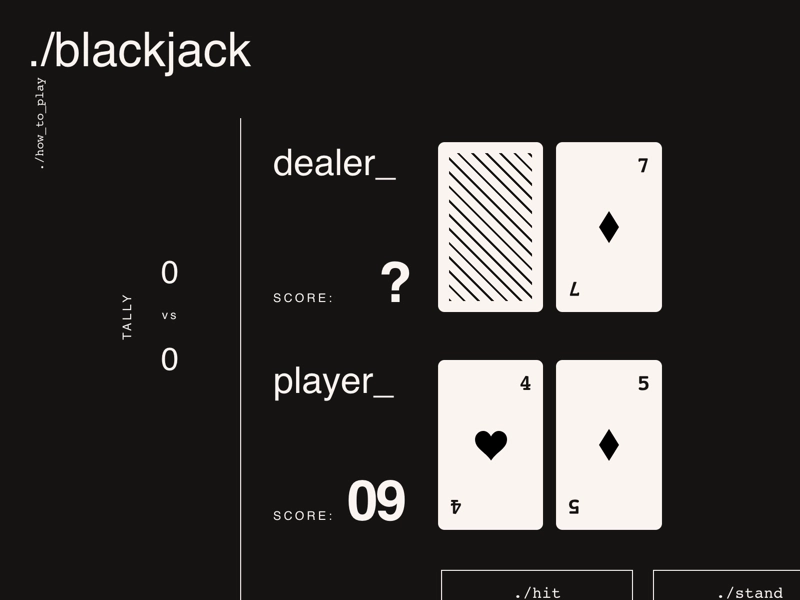 ./blackjack
./how_to_play
TALLY
0
vs
0
dealer_
SCORE:
?
7
7
player_
SCORE:
09
4
4
5
5
./hit
./stand